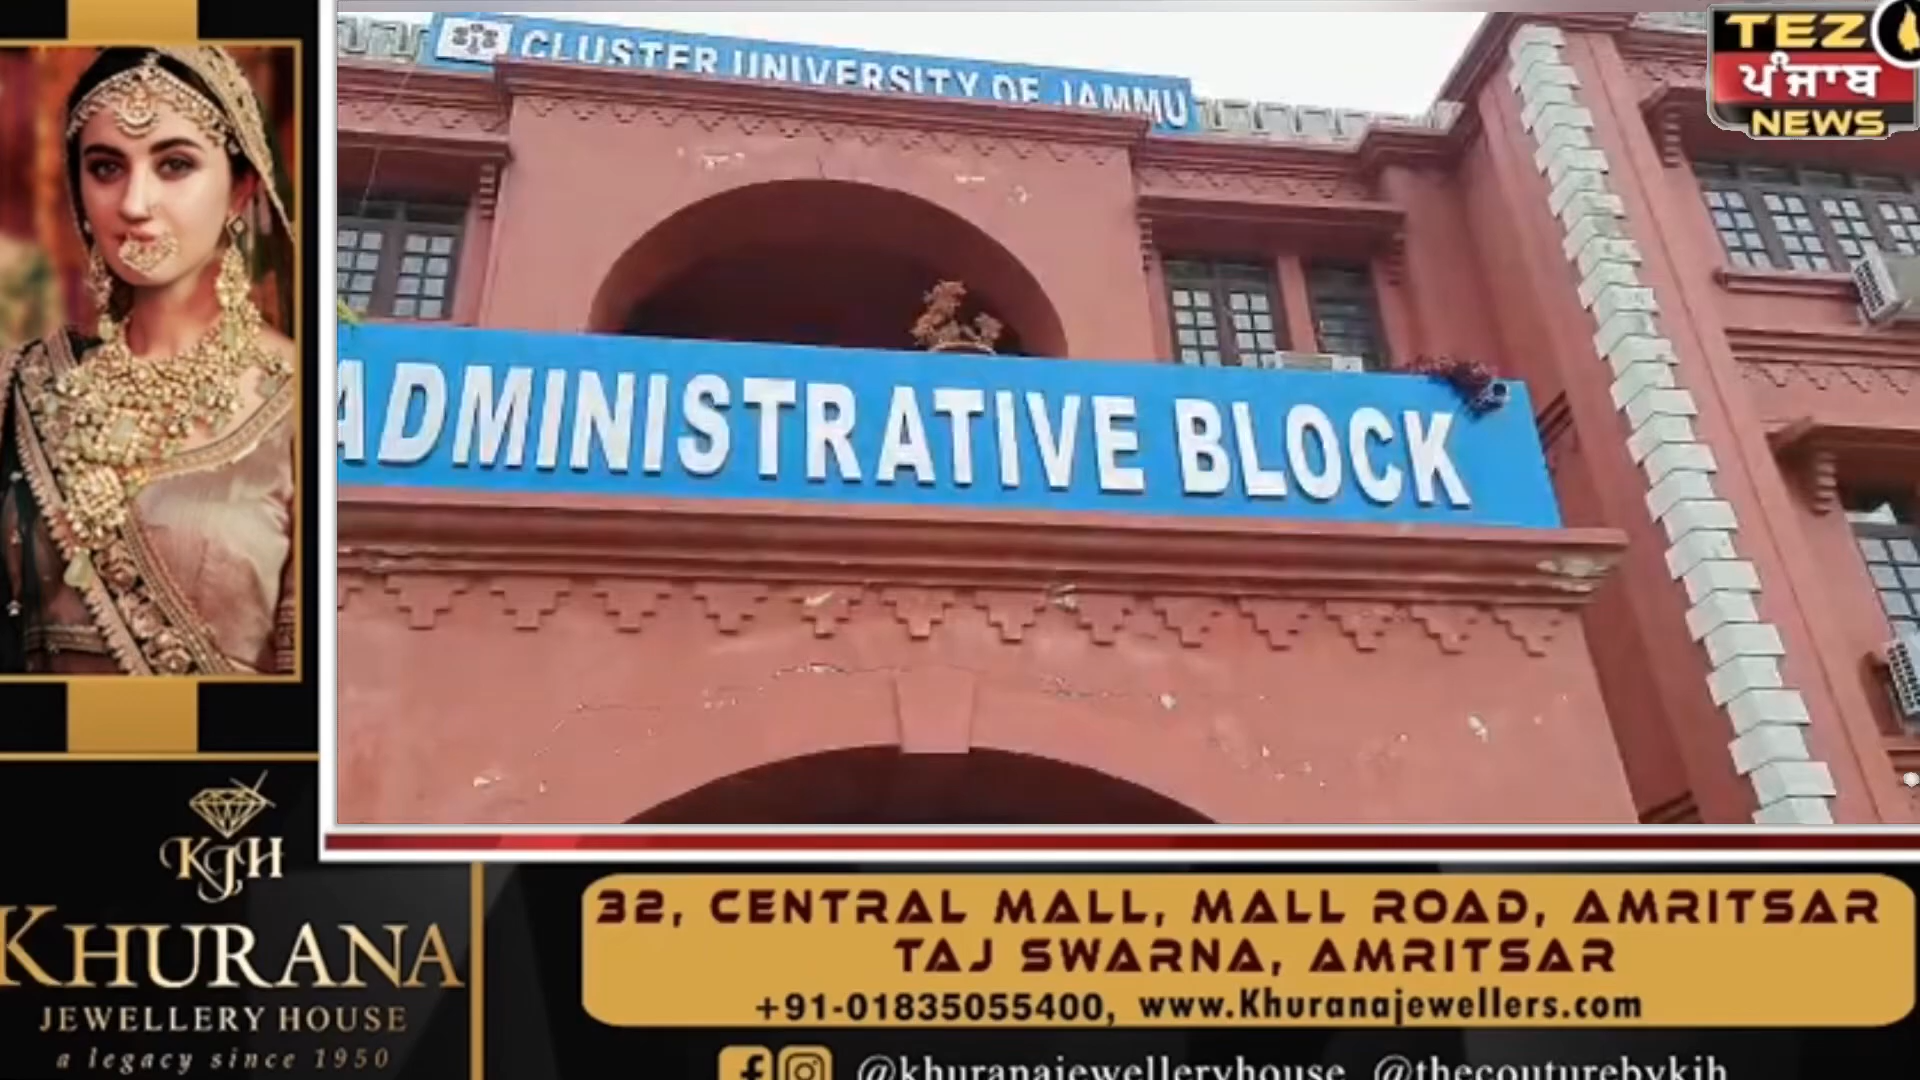 CLUSTER UNIVERSITY OF JAMMU
TEZ
ਪੰਜਾਬ
NEWS
ADMINISTRATIVE BLOCK
KJH
KHURANA
JEWELLERY HOUSE
a legacy since 1950
32, CENTRAL MALL, MALL ROAD, AMRITSAR
TAJ SWARNA, AMRITSAR
+91-01835055400, www.Khuranajewellers.com
@khuranajewelleryhouse @thecouturebykjh